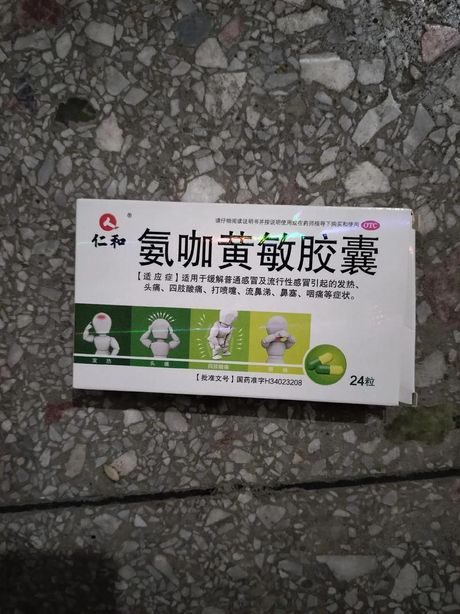 请仔细阅读说明书并按说明使用或在药师指导下购买和使用 OTC
仁和®
氨咖黄敏胶囊
【适应症】适用于缓解普通感冒及流行性感冒引起的发热、
头痛、四肢酸痛、打喷嚏、流鼻涕、鼻塞、咽痛等症状。
发热 头痛 四肢酸痛
24粒
【批准文号】国药准字H34023208